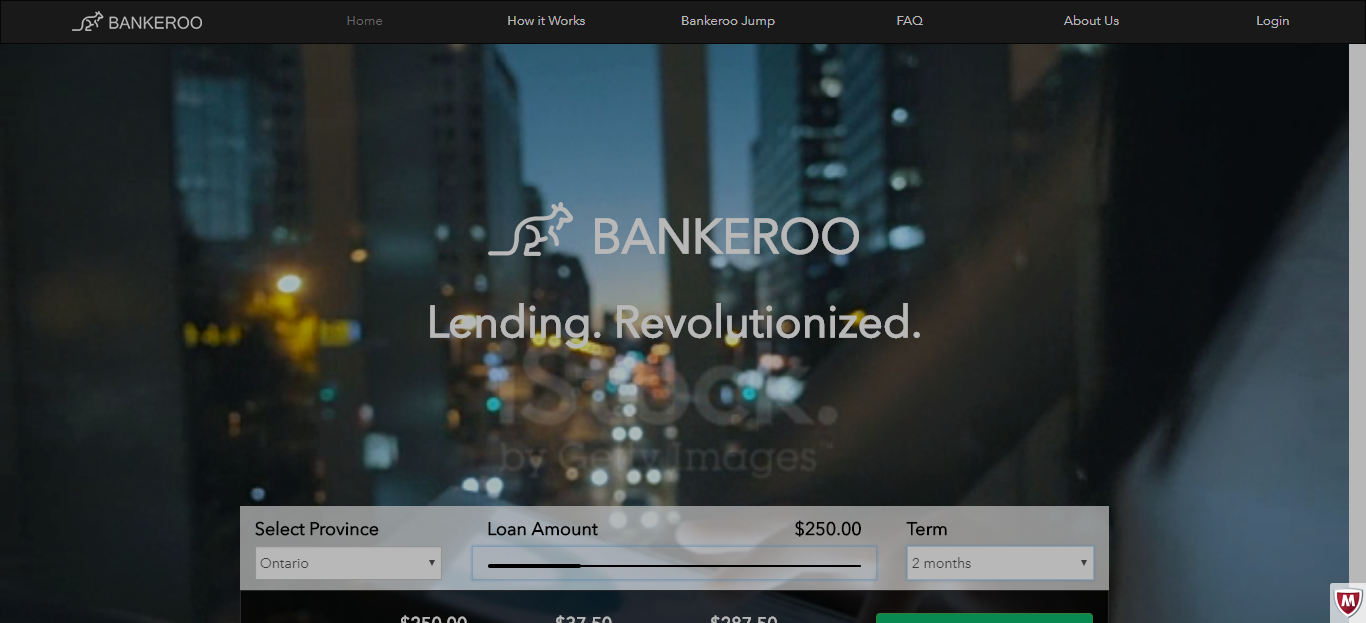 BANKEROO Home How it Works Bankeroo Jump FAQ About Us Login
BANKEROO
Lending. Revolutionized.
iStock.
by Getty Images™
Select Province Loan Amount $250.00 Term
Ontario 2 months
$250.00 $37.50 $287.50